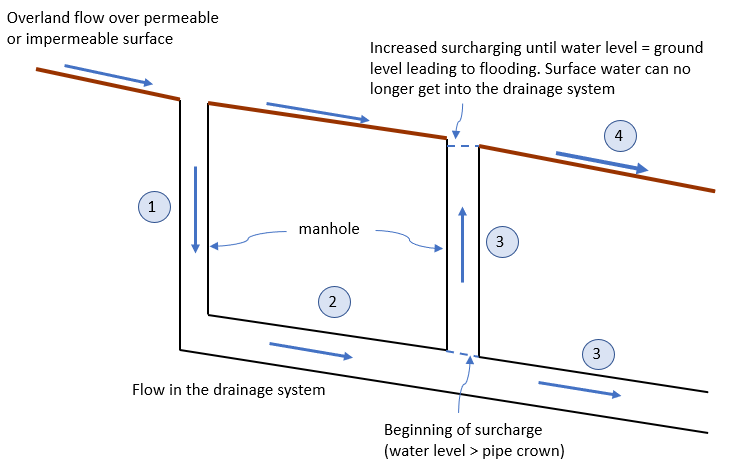 Overland flow over permeable
or impermeable surface
Increased surcharging until water level = ground
level leading to flooding. Surface water can no
longer get into the drainage system
4
1
manhole
3
2
3
Flow in the drainage system
Beginning of surcharge
(water level > pipe crown)